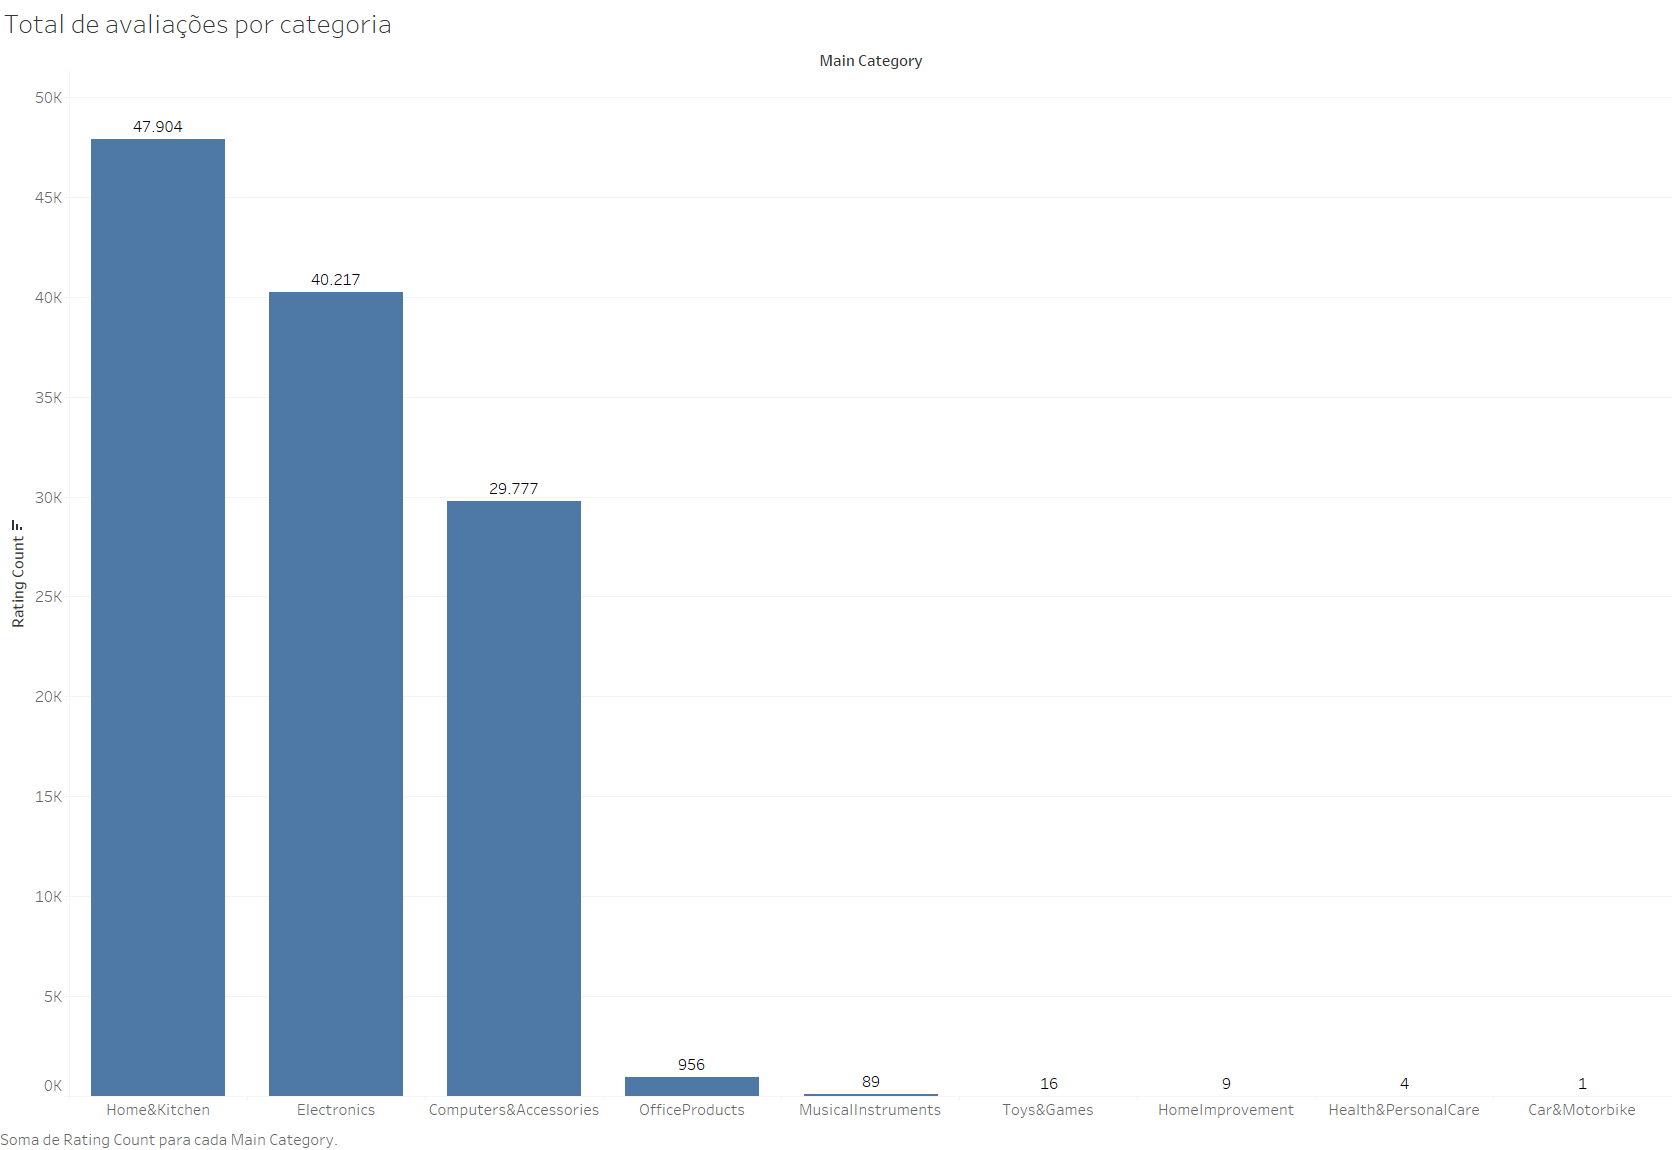 Total de avaliações por categoria
Main Category
50K
45K
40K
35K
30K
25K
20K
15K
10K
5K
0K
Rating Count
47.904
40.217
29.777
956
89
16
9
4
1
Home&Kitchen
Electronics
Computers&Accessories
OfficeProducts
MusicalInstruments
Toys&Games
HomeImprovement
Health&PersonalCare
Car&Motorbike
Soma de Rating Count para cada Main Category.